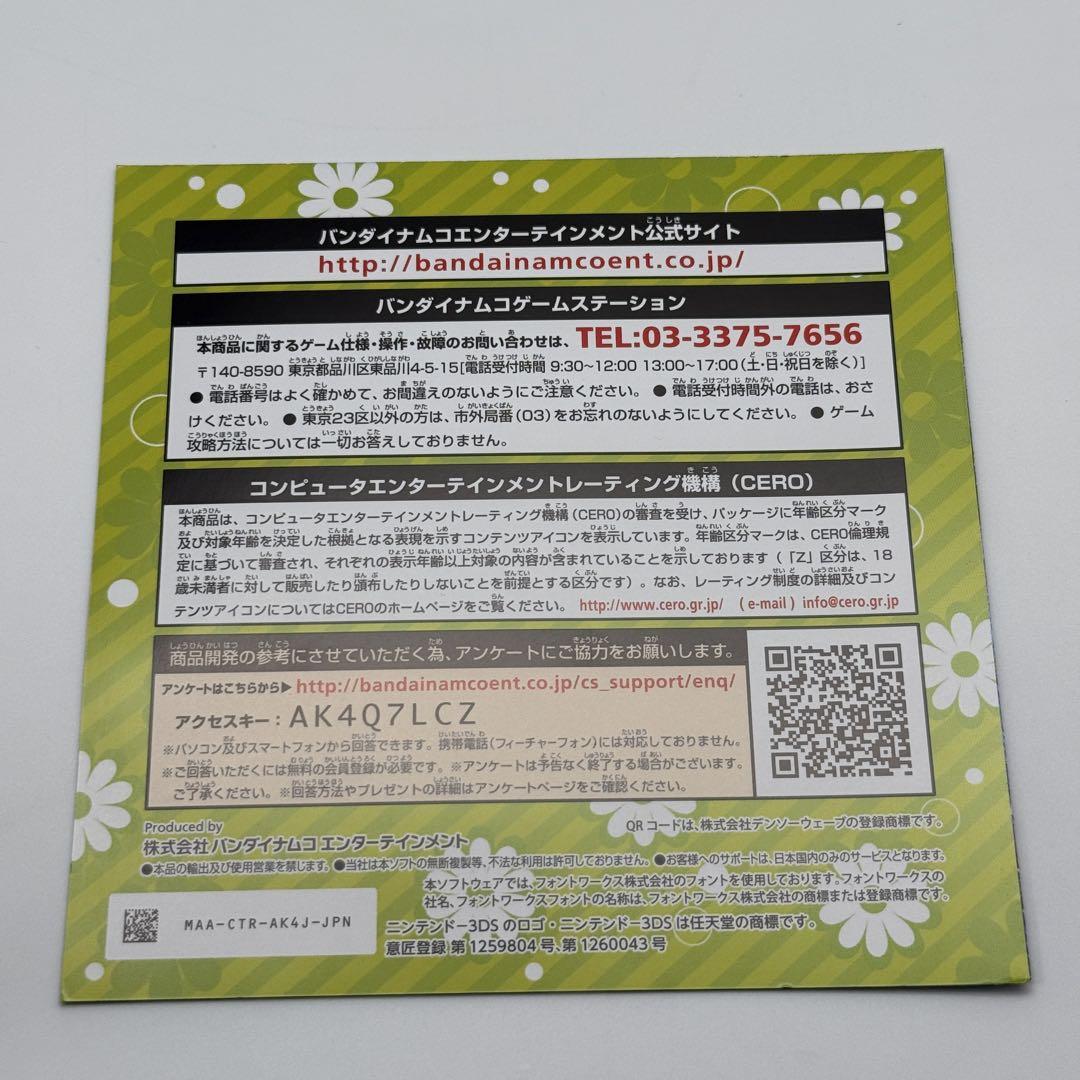 バンダイナムコエンターテインメント公式サイト
http://bandainamcoent.co.jp/
バンダイナムコゲームステーション
本商品に関するゲーム仕様・操作・故障のお問い合わせは、TEL:03-3375-7656
〒140-8590 東京都品川区東品川4-5-15[電話受付時間 9:30~12:00 13:00~17:00(土・日・祝日を除く)]
● 電話番号はよく確かめて、お間違えのないようにご注意ください。 ● 電話受付時間外の電話は、おさ
けください。 ● 東京23区以外の方は、市外局番(03)をお忘れのないようにしてください。 ● ゲーム
攻略方法については一切お答えしておりません。
コンピュータエンターテインメントレーティング機構(CERO)
本商品は、コンピュータエンターテインメントレーティング機構(CERO)の審査を受け、パッケージに年齢区分マーク
及び対象年齢を決定した根拠となる表現を示すコンテンツアイコンを表示しています。年齢区分マークは、CERO倫理規
定に基づいて審査され、それぞれの表示年齢以上対象の内容が含まれていることを示しております(「Z」区分は、18
歳未満者に対して販売したり頒布したりしないことを前提とする区分です)。なお、レーティング制度の詳細及びコン
テンツアイコンについてはCEROのホームページをご覧ください。 http://www.cero.gr.jp/ (e-mail) info@cero.gr.jp
商品開発の参考にさせていただく為、アンケートにご協力をお願いします。
アンケートはこちらから▶ http://bandainamcoent.co.jp/cs_support/enq/
アクセスキー:AK4Q7LCZ
※パソコン及びスマートフォンから回答できます。携帯電話(フィーチャーフォン)には対応しておりません。
※ご回答いただくには無料の会員登録が必要です。※アンケートは予告なく終了する場合がございます。
ご了承ください。※回答方法やプレゼントの詳細はアンケートページをご確認ください。
QRコードは、株式会社デンソーウェーブの登録商標です。
Produced by
株式会社 バンダイナムコ エンターテインメント
●本品の輸出及び使用営業を禁じます。●当社は本ソフトの無断複製等、不法な利用は許可しておりません。●お客様へのサポートは、日本国内のみのサービスとなります。
本ソフトウェアでは、フォントワークス株式会社のフォントを使用しております。フォントワークスの
社名、フォントワークスフォントの名称は、フォントワークス株式会社の商標または登録商標です。
MAA-CTR-AK4J-JPN
ニンテンドー3DSのロゴ・ニンテンドー3DSは任天堂の商標です。
意匠登録 第1259804号、第1260043号